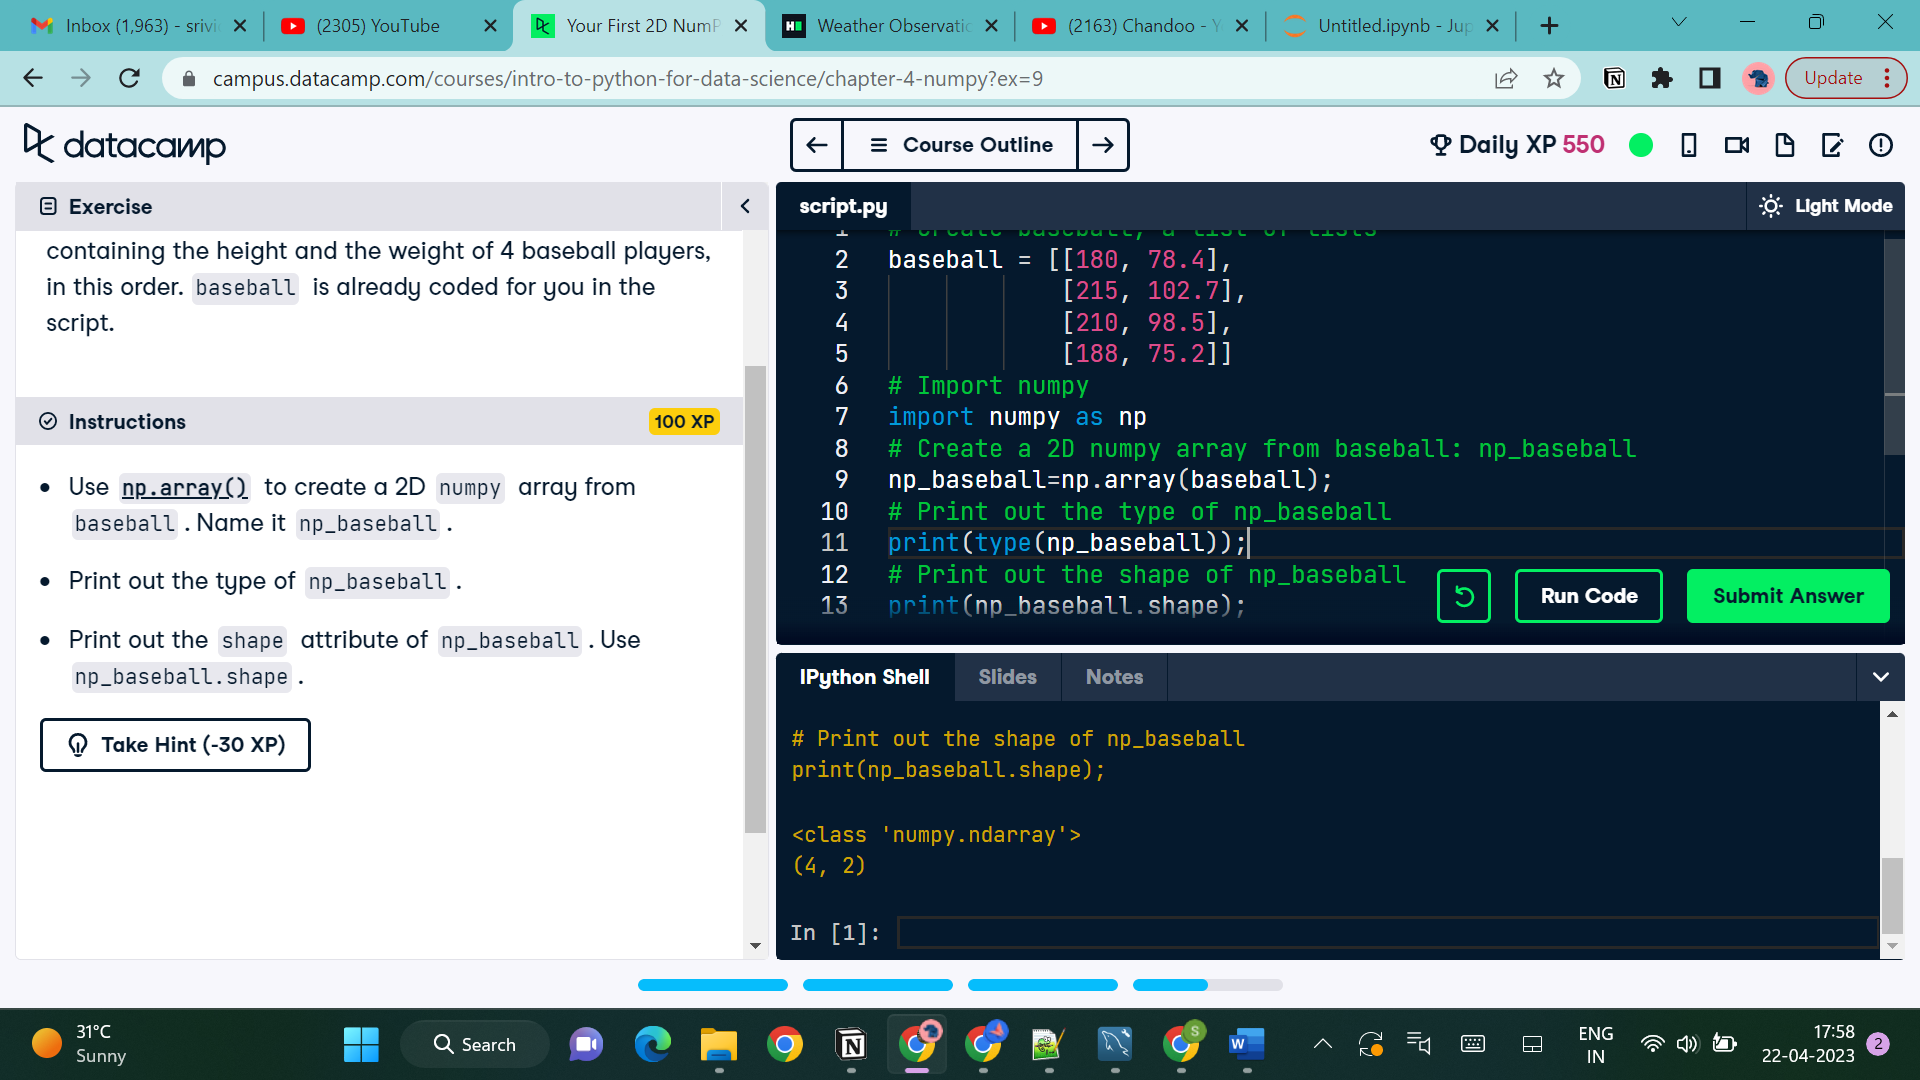 Inbox (1,963) - srivi
(2305) YouTube
Your First 2D NumP
Weather Observatio
(2163) Chandoo - Y
Untitled.ipynb - Jup
campus.datacamp.com/courses/intro-to-python-for-data-science/chapter-4-numpy?ex=9
Update
datacamp
Course Outline
Daily XP 550
Exercise
containing the height and the weight of 4 baseball players,
in this order. baseball is already coded for you in the
script.
Instructions
100 XP
• Use np.array() to create a 2D numpy array from
baseball . Name it np_baseball .
• Print out the type of np_baseball .
• Print out the shape attribute of np_baseball . Use
np_baseball.shape .
Take Hint (-30 XP)
script.py
Light Mode
1 # Create baseball, a list of lists
2 baseball = [[180, 78.4],
3 [215, 102.7],
4 [210, 98.5],
5 [188, 75.2]]
6 # Import numpy
7 import numpy as np
8 # Create a 2D numpy array from baseball: np_baseball
9 np_baseball=np.array(baseball);
10 # Print out the type of np_baseball
11 print(type(np_baseball));
12 # Print out the shape of np_baseball
13 print(np_baseball.shape);
Run Code
Submit Answer
IPython Shell
Slides
Notes
# Print out the shape of np_baseball
print(np_baseball.shape);
<class 'numpy.ndarray'>
(4, 2)
In [1]:
31°C
Sunny
Search
S
W
ENG
IN
17:58
22-04-2023
2